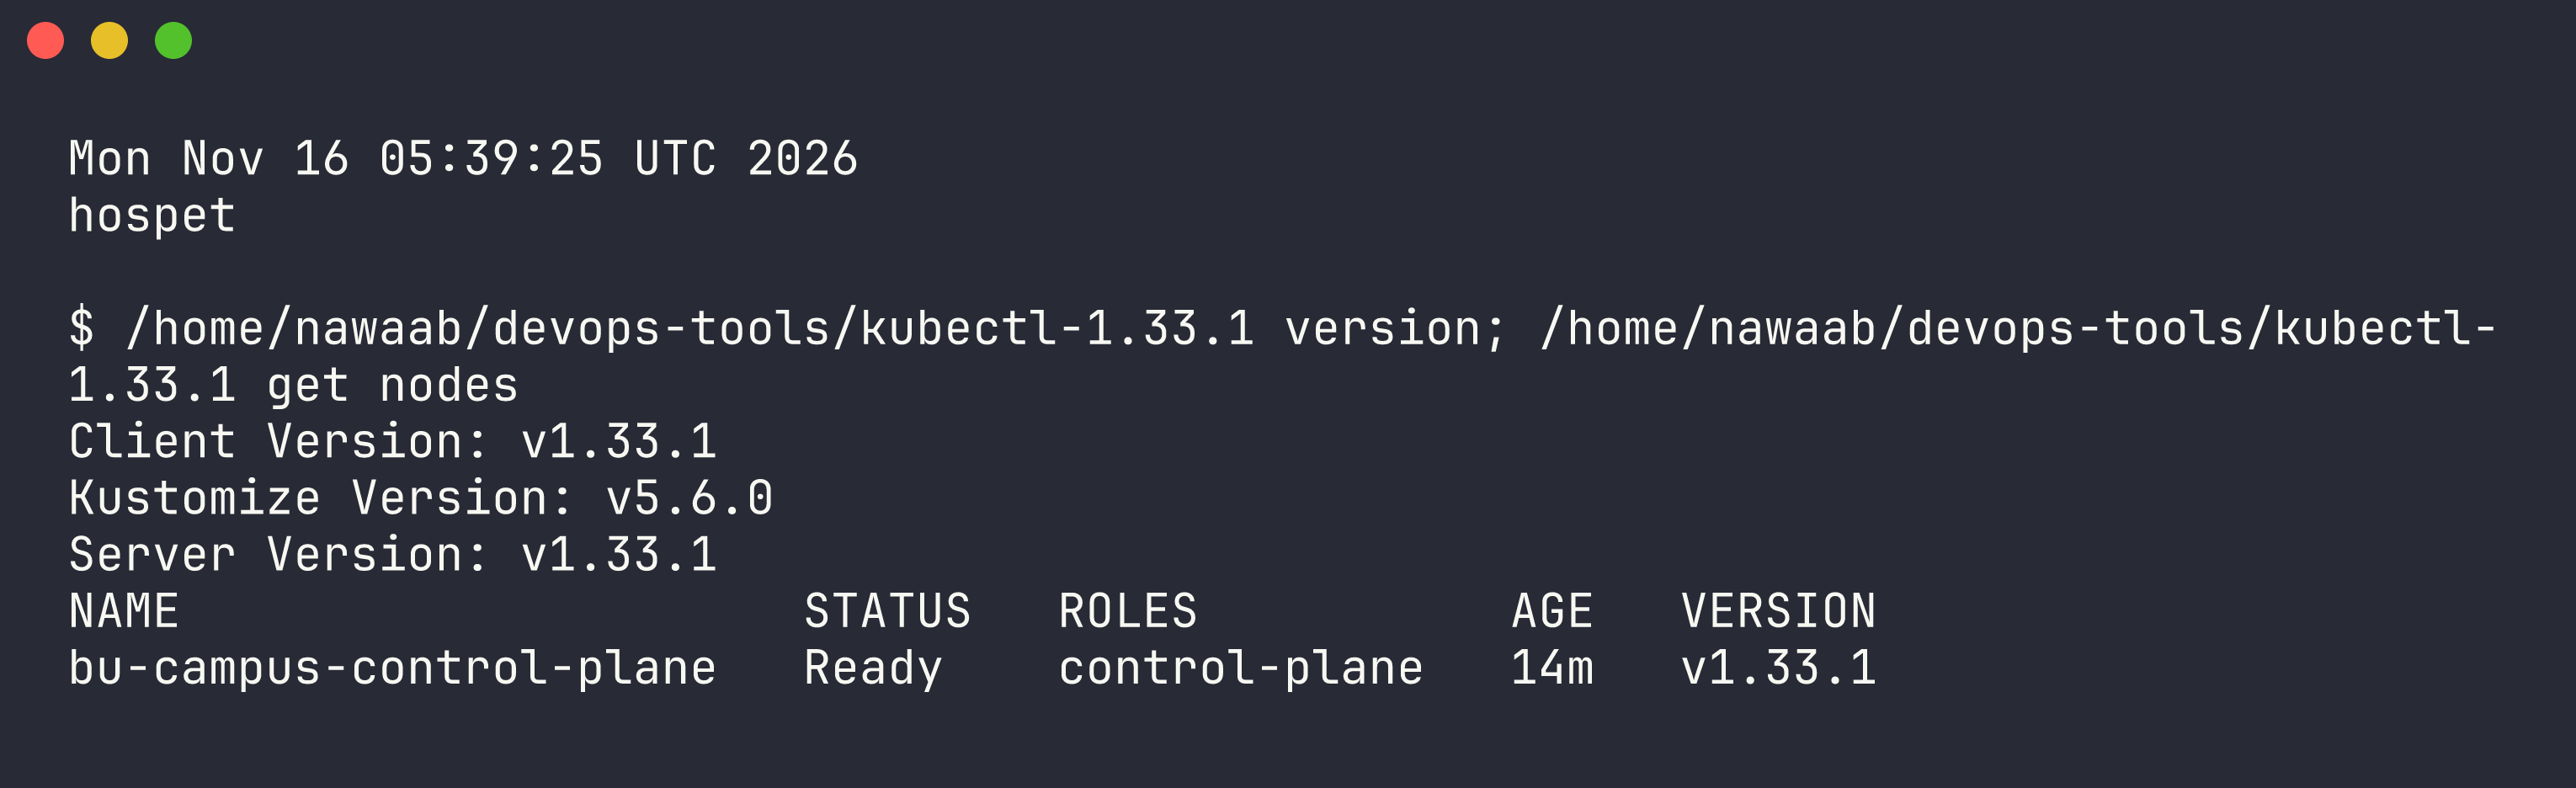 Mon Nov 16 05:39:25 UTC 2026
hospet
$ /home/nawaab/devops-tools/kubectl-1.33.1 version; /home/nawaab/devops-tools/kubectl-
1.33.1 get nodes
Client Version: v1.33.1
Kustomize Version: v5.6.0
Server Version: v1.33.1
NAME                      STATUS   ROLES           AGE   VERSION
bu-campus-control-plane   Ready    control-plane   14m   v1.33.1